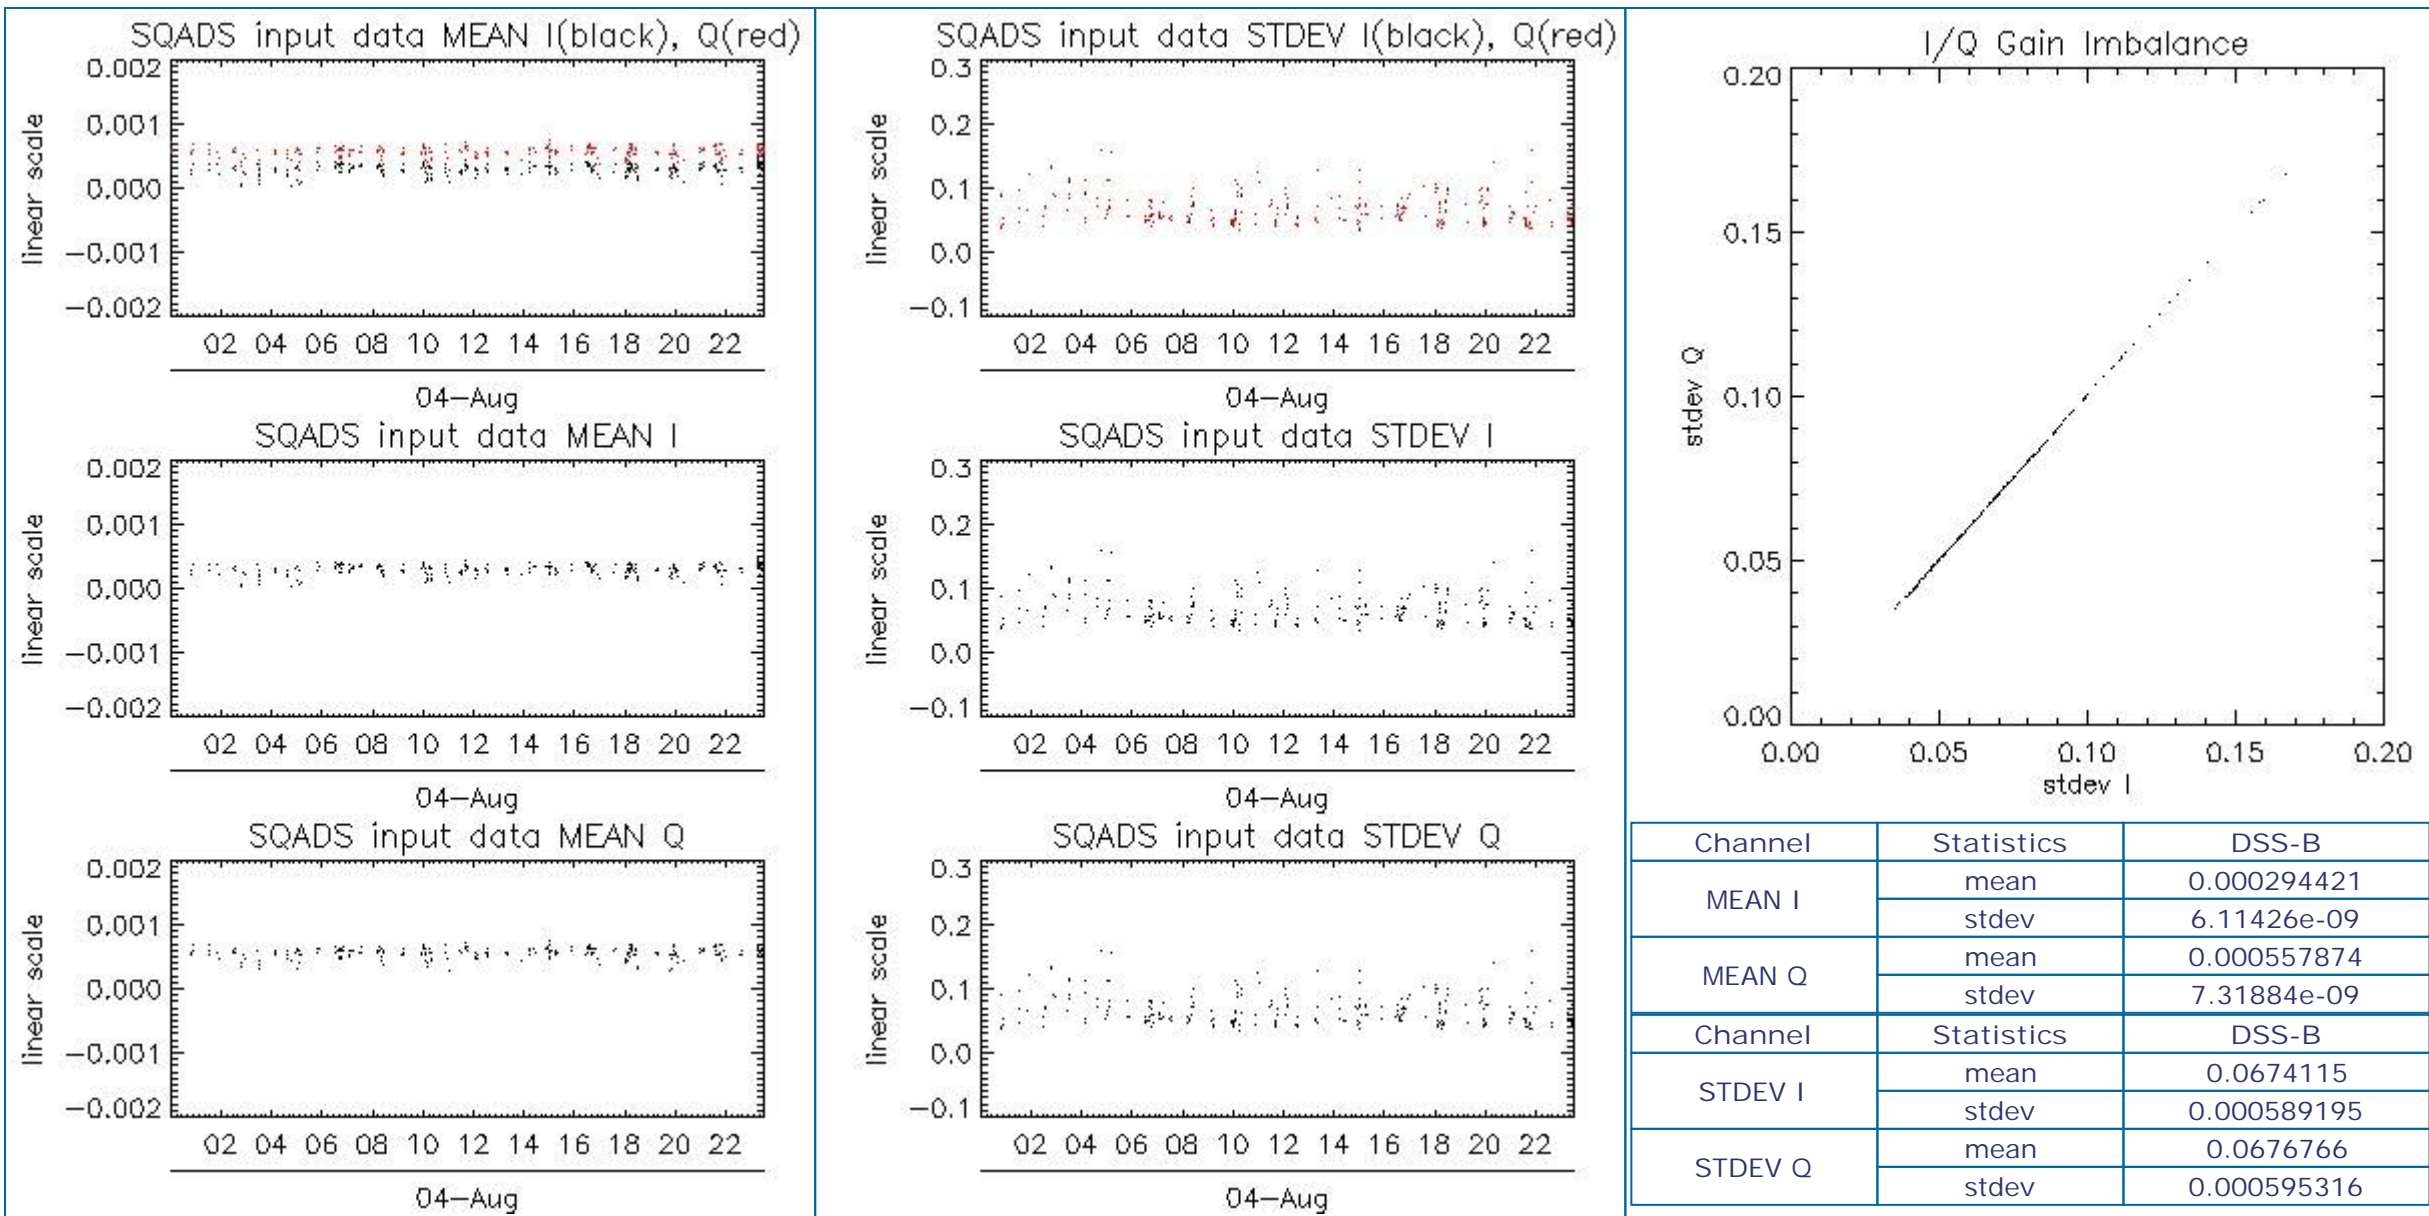 SQADS input data MEAN I(black), Q(red)
linear scale
0.002
0.001
0.000
-0.001
-0.002
02 04 06 08 10 12 14 16 18 20 22
04-Aug
SQADS input data MEAN I
linear scale
0.002
0.001
0.000
-0.001
-0.002
02 04 06 08 10 12 14 16 18 20 22
04-Aug
SQADS input data MEAN Q
linear scale
0.002
0.001
0.000
-0.001
-0.002
02 04 06 08 10 12 14 16 18 20 22
04-Aug
SQADS input data STDEV I(black), Q(red)
linear scale
0.3
0.2
0.1
0.0
-0.1
02 04 06 08 10 12 14 16 18 20 22
04-Aug
SQADS input data STDEV I
linear scale
0.3
0.2
0.1
0.0
-0.1
02 04 06 08 10 12 14 16 18 20 22
04-Aug
SQADS input data STDEV Q
linear scale
0.3
0.2
0.1
0.0
-0.1
02 04 06 08 10 12 14 16 18 20 22
04-Aug
I/Q Gain Imbalance
stdev Q
0.20
0.15
0.10
0.05
0.00
0.00 0.05 0.10 0.15 0.20
stdev I
Channel Statistics DSS-B
MEAN I mean 0.000294421
stdev 6.11426e-09
MEAN Q mean 0.000557874
stdev 7.31884e-09
Channel Statistics DSS-B
STDEV I mean 0.0674115
stdev 0.000589195
STDEV Q mean 0.0676766
stdev 0.000595316